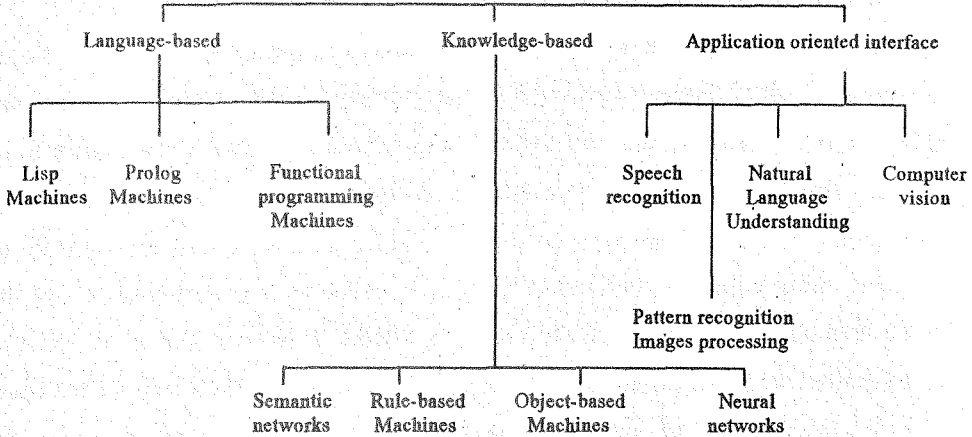 Language-based
Knowledge-based
Application oriented interface
Lisp
Machines
Prolog
Machines
Functional
programming
Machines
Speech
recognition
Natural
Language
Understanding
Computer
vision
Pattern recognition
Images processing
Semantic
networks
Rule-based
Machines
Object-based
Machines
Neural
networks